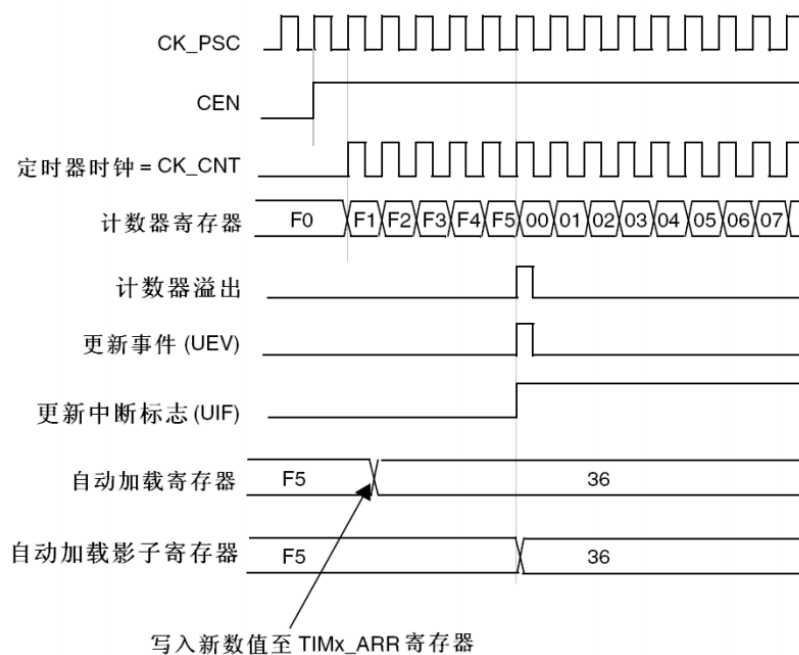 CK_PSC
CEN
定时器时钟 = CK_CNT
计数器寄存器 F0 F1 F2 F3 F4 F5 00 01 02 03 04 05 06 07
计数器溢出
更新事件 (UEV)
更新中断标志 (UIF)
自动加载寄存器 F5 36
自动加载影子寄存器 F5 36
写入新数值至 TIMx_ARR 寄存器